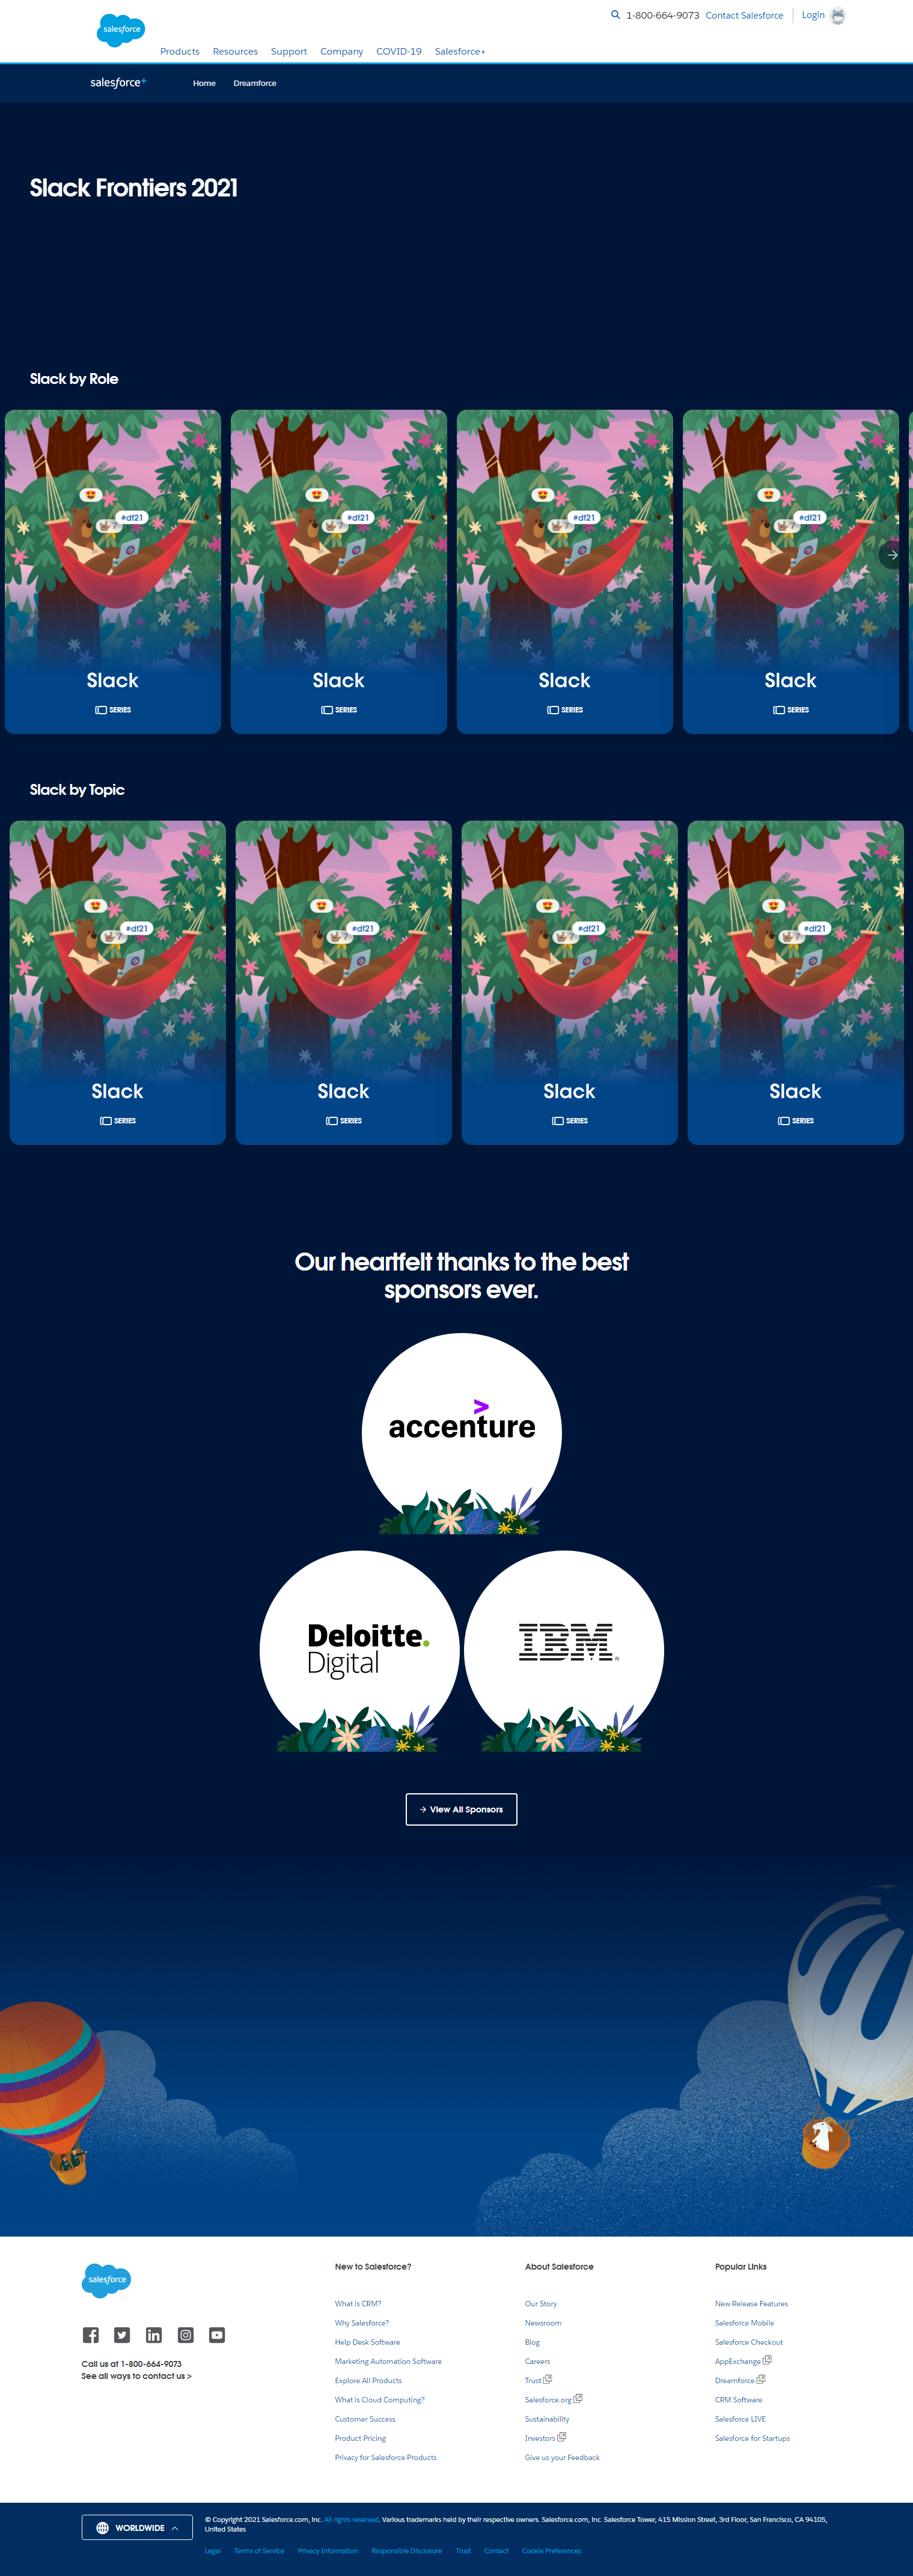 salesforce
1-800-664-9073 Contact Salesforce Login
Products Resources Support Company COVID-19 Salesforce+
salesforce+ Home Dreamforce
Slack Frontiers 2021
Slack by Role
#df21 #df21 #df21 #df21
Slack Slack Slack Slack
SERIES SERIES SERIES SERIES
Slack by Topic
#df21 #df21 #df21 #df21
Slack Slack Slack Slack
SERIES SERIES SERIES SERIES
Our heartfelt thanks to the best
sponsors ever.
accenture
Deloitte.
Digital
IBM
View All Sponsors
salesforce
Call us at 1-800-664-9073
See all ways to contact us >
New to Salesforce?
What is CRM?
Why Salesforce?
Help Desk Software
Marketing Automation Software
Explore All Products
What is Cloud Computing?
Customer Success
Product Pricing
Privacy for Salesforce Products
About Salesforce
Our Story
Newsroom
Blog
Careers
Trust
Salesforce.org
Sustainability
Investors
Give us your Feedback
Popular Links
New Release Features
Salesforce Mobile
Salesforce Checkout
AppExchange
Dreamforce
CRM Software
Salesforce LIVE
Salesforce for Startups
WORLDWIDE
© Copyright 2021 Salesforce.com, inc. All rights reserved. Various trademarks held by their respective owners. Salesforce.com, inc. Salesforce Tower, 415 Mission Street, 3rd Floor, San Francisco, CA 94105,
United States
Legal Terms of Service Privacy Information Responsible Disclosure Trust Contact Cookie Preferences